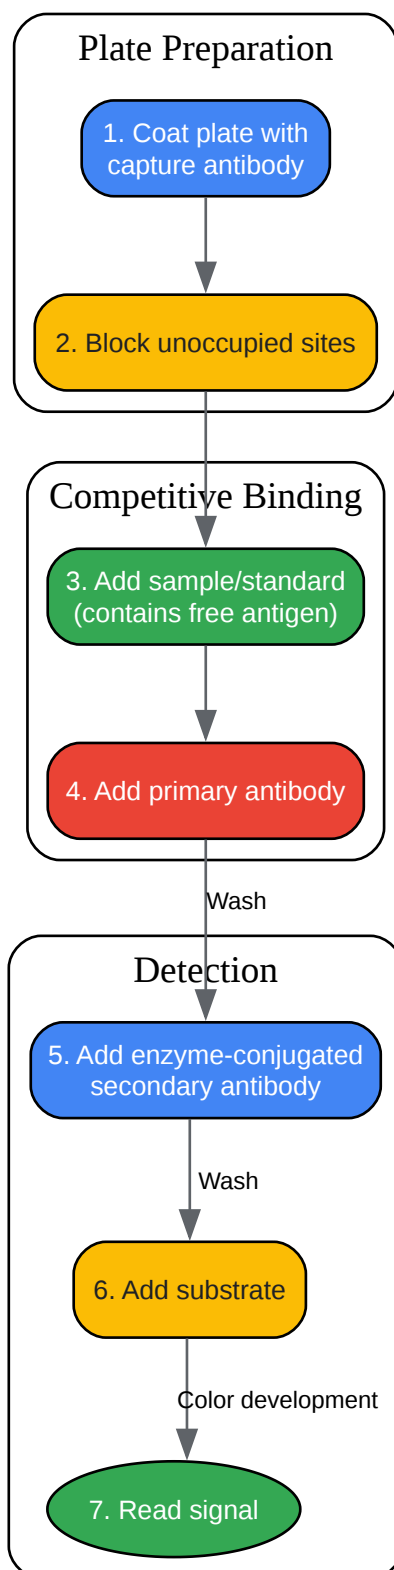 Plate Preparation
1. Coat plate with
capture antibody
2. Block unoccupied sites
Competitive Binding
3. Add sample/standard
(contains free antigen)
4. Add primary antibody
Wash
Detection
5. Add enzyme-conjugated
secondary antibody
Wash
6. Add substrate
Color development
7. Read signal